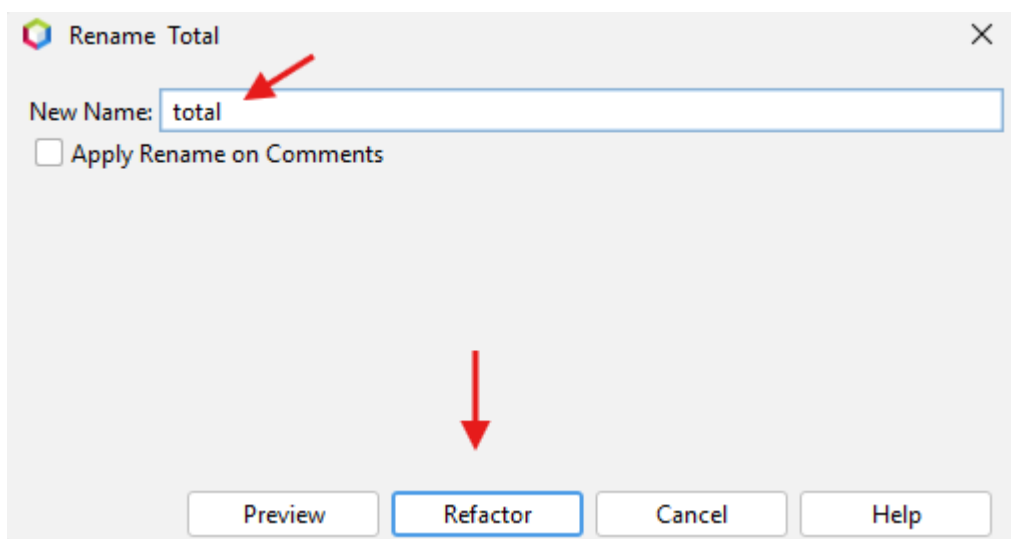 Rename Total
New Name: total
Apply Rename on Comments
Preview Refactor Cancel Help